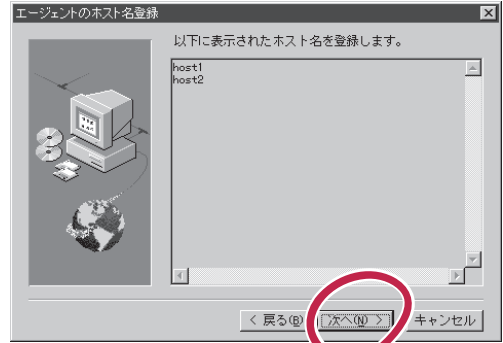 エージェントのホスト名登録
以下に表示されたホスト名を登録します。
host1
host2
< 戻る(B) 次へ(N) > キャンセル